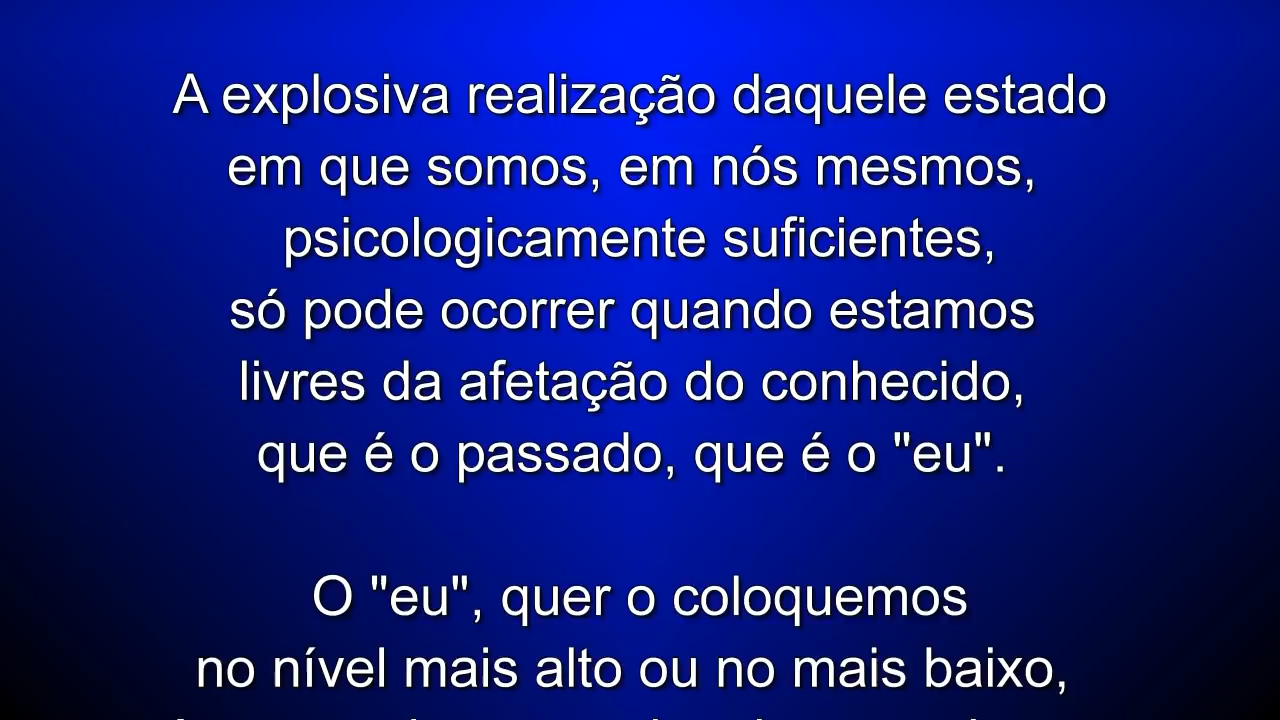 A explosiva realização daquele estado
em que somos, em nós mesmos,
psicologicamente suficientes,
só pode ocorrer quando estamos
livres da afetação do conhecido,
que é o passado, que é o "eu".
O "eu", quer o coloquemos
no nível mais alto ou no mais baixo,